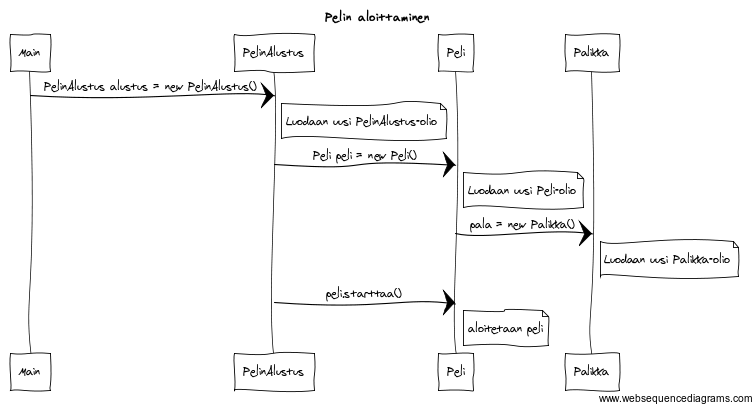 Pelin aloittaminen
Main
PelinAlustus
Peli
Palikka
PelinAlustus alustus = new PelinAlustus()
Luodaan uusi PelinAlustus-olio
Peli peli = new Peli()
Luodaan uusi Peli-olio
pala = new Palikka()
Luodaan uusi Palikka-olio
peli.starttaa()
aloitetaan peli
Main
PelinAlustus
Peli
Palikka
www.websequencediagrams.com